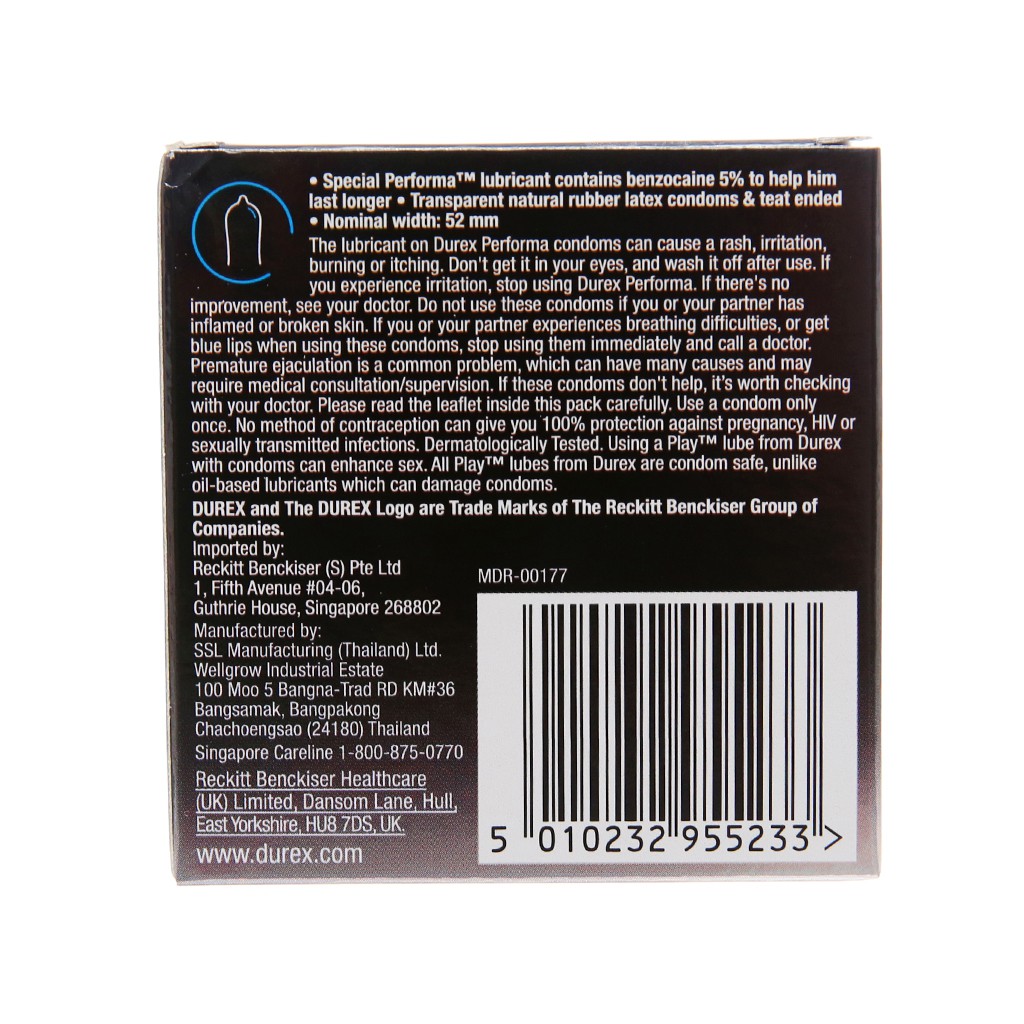 • Special Performa™ lubricant contains benzocaine 5% to help him
last longer • Transparent natural rubber latex condoms & teat ended
• Nominal width: 52 mm
The lubricant on Durex Performa condoms can cause a rash, irritation,
burning or itching. Don't get it in your eyes, and wash it off after use. If
you experience irritation, stop using Durex Performa. If there's no
improvement, see your doctor. Do not use these condoms if you or your partner has
inflamed or broken skin. If you or your partner experiences breathing difficulties, or get
blue lips when using these condoms, stop using them immediately and call a doctor.
Premature ejaculation is a common problem, which can have many causes and may
require medical consultation/supervision. If these condoms don't help, it's worth checking
with your doctor. Please read the leaflet inside this pack carefully. Use a condom only
once. No method of contraception can give you 100% protection against pregnancy, HIV or
sexually transmitted infections. Dermatologically Tested. Using a Play™ lube from Durex
with condoms can enhance sex. All Play™ lubes from Durex are condom safe, unlike
oil-based lubricants which can damage condoms.
DUREX and The DUREX Logo are Trade Marks of The Reckitt Benckiser Group of
Companies.
Imported by:
Reckitt Benckiser (S) Pte Ltd
1, Fifth Avenue #04-06,
Guthrie House, Singapore 268802
Manufactured by:
SSL Manufacturing (Thailand) Ltd.
Wellgrow Industrial Estate
100 Moo 5 Bangna-Trad RD KM#36
Bangsamak, Bangpakong
Chachoengsao (24180) Thailand
Singapore Careline 1-800-875-0770
Reckitt Benckiser Healthcare
(UK) Limited, Dansom Lane, Hull,
East Yorkshire, HU8 7DS, UK.
www.durex.com
MDR-00177
5 010232 955233 >